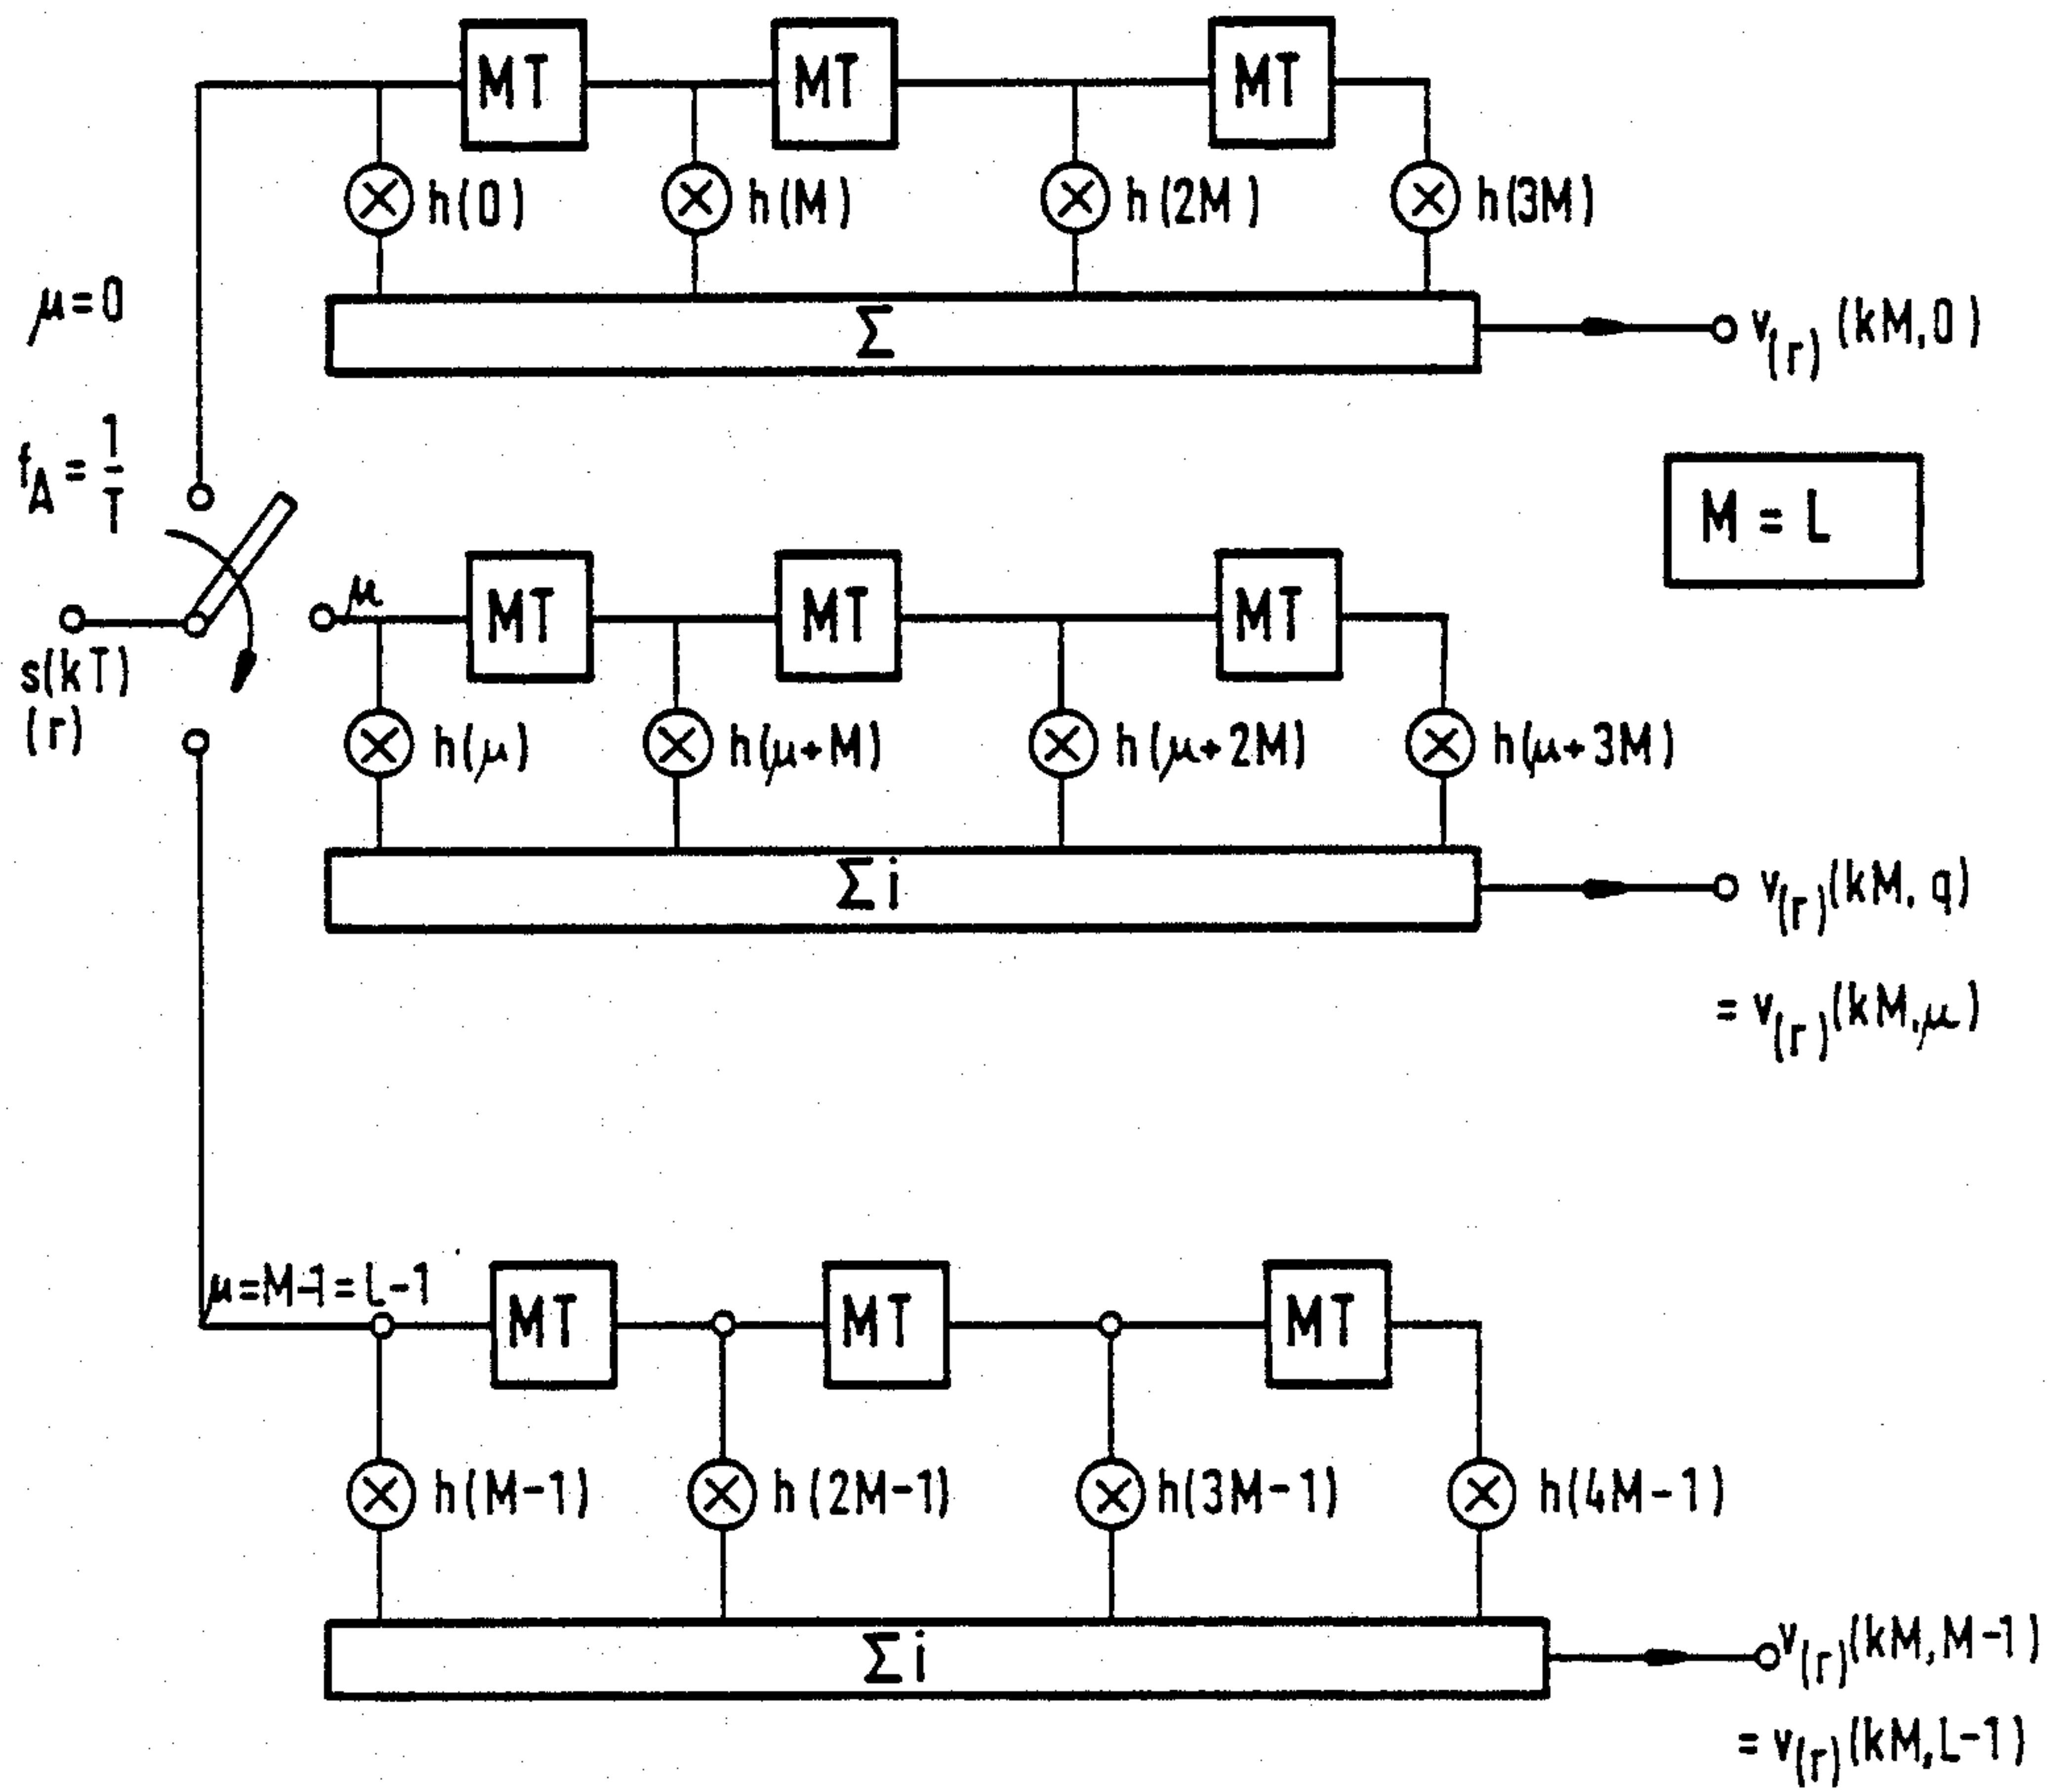 MT MT MT
h(0) h(M) h(2M) h(3M)
μ=0
Σ
v(r)(kM,0)
fA = 1/T
M = L
s(kT)
(r)
μ
MT MT MT
h(μ) h(μ+M) h(μ+2M) h(μ+3M)
Σi
v(r)(kM, q)
= v(r)(kM,μ)
μ=M-1=L-1
MT MT MT
h(M-1) h(2M-1) h(3M-1) h(4M-1)
Σi
v(r)(kM,M-1)
= v(r)(kM,L-1)